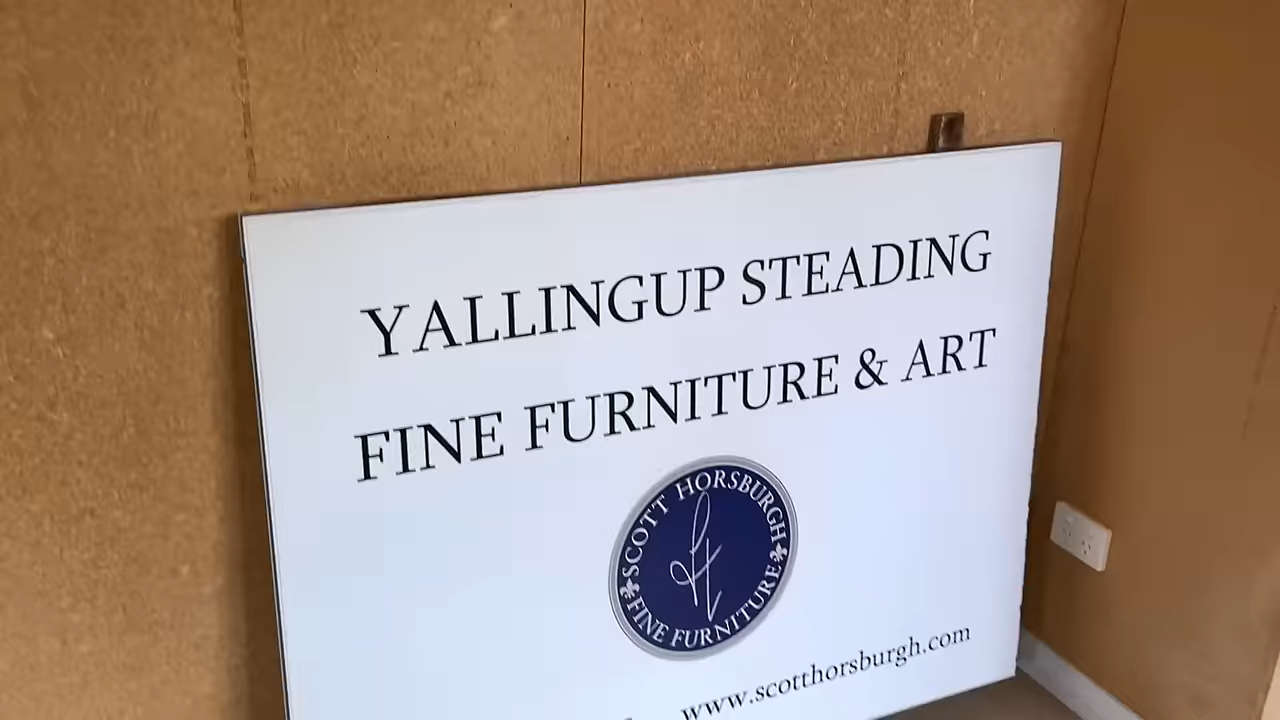 YALLINGUP STEADING
FINE FURNITURE & ART
SCOTT HORSBURGH
FINE FURNITURE
www.scotthorsburgh.com